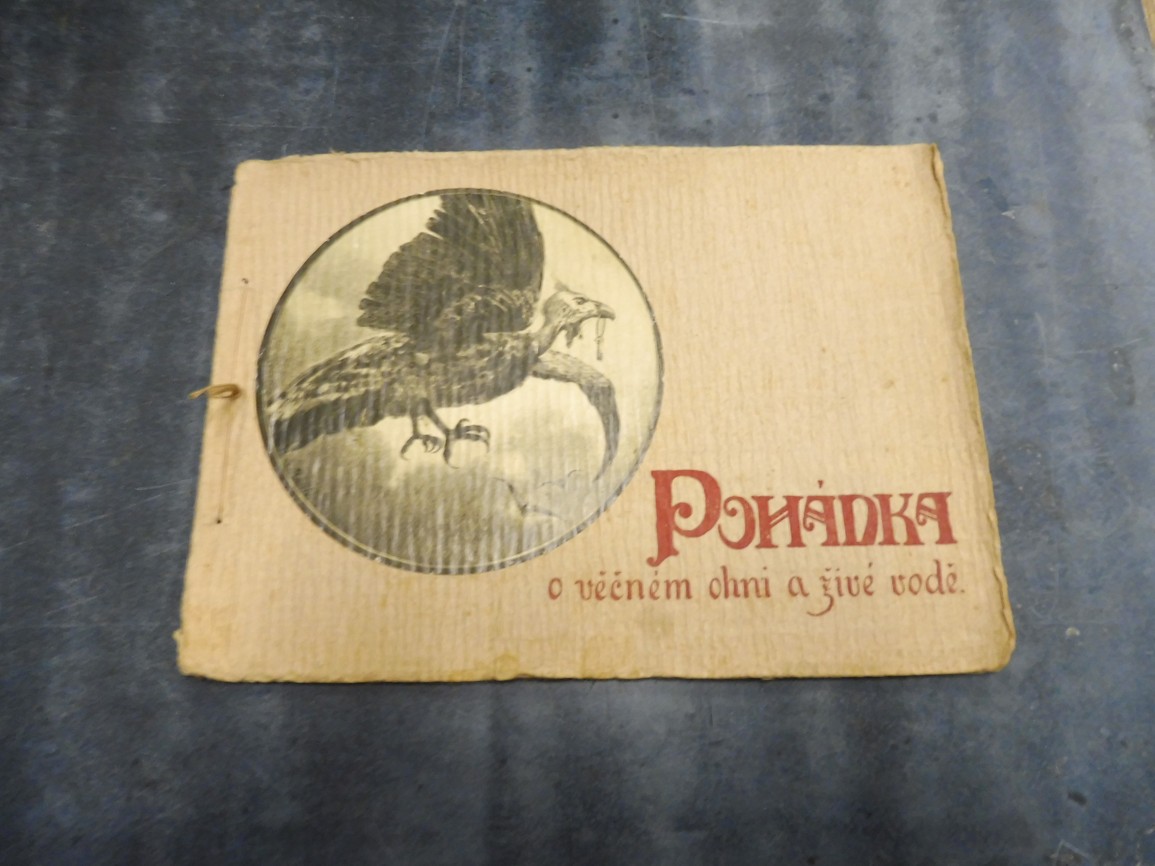 POHÁDKA
o věčném ohni a živé vodě.